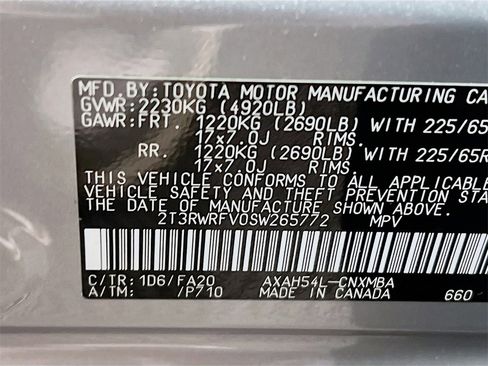 MFD. BY: TOYOTA MOTOR MANUFACTURING CA
GVWR: 2230KG (4920LB)
GAWR: FRT. 1220KG (2690LB) WITH 225/65
17x7.0J RIMS,
RR. 1220KG (2690LB) WITH 225/65R
17x7.0J RIMS,
THIS VEHICLE CONFORMS TO ALL APPLICABLE
VEHICLE SAFETY AND THEFT PREVENTION STA
THE DATE OF MANUFACTURE SHOWN ABOVE.
2T3RWRFV0SW265772 MPV
C/TR: 1D6/FA20 AXAH54L-CNXMBA
A/TM: /P710 MADE IN CANADA 660